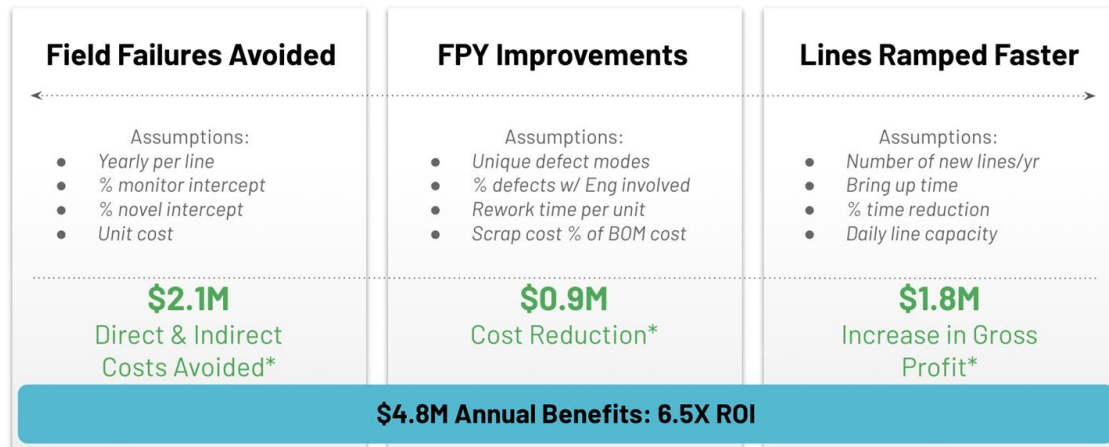 Field Failures Avoided
Assumptions:
● Yearly per line
● % monitor intercept
● % novel intercept
● Unit cost
$2.1M
Direct & Indirect
Costs Avoided*
FPY Improvements
Assumptions:
● Unique defect modes
● % defects w/ Eng involved
● Rework time per unit
● Scrap cost % of BOM cost
$0.9M
Cost Reduction*
Lines Ramped Faster
Assumptions:
● Number of new lines/yr
● Bring up time
● % time reduction
● Daily line capacity
$1.8M
Increase in Gross
Profit*
$4.8M Annual Benefits: 6.5X ROI